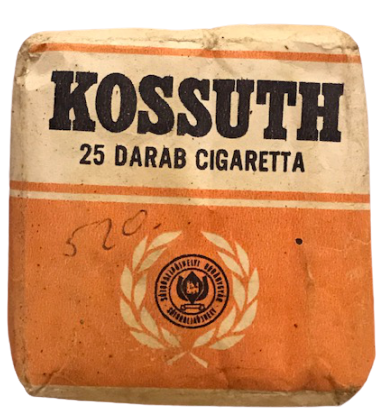 KOSSUTH
25 DARAB CIGARETTA
520.